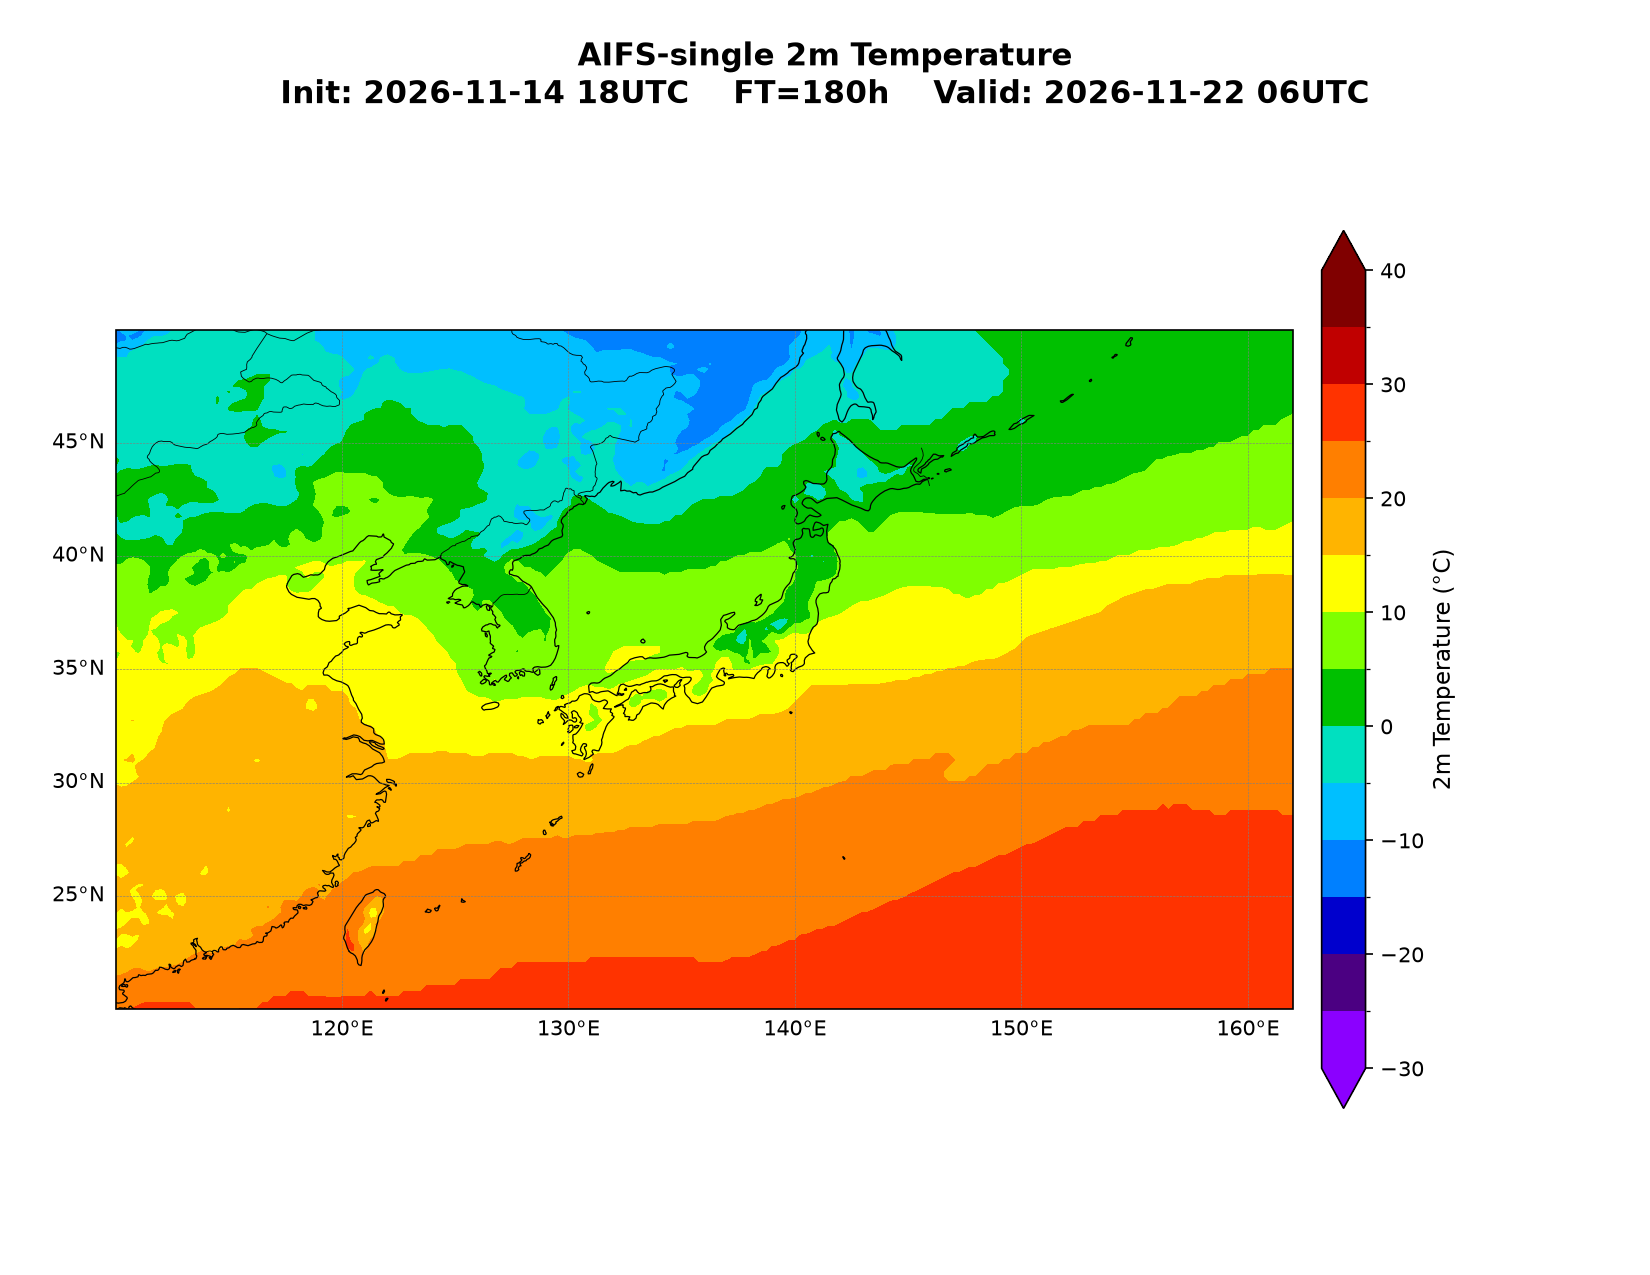 AIFS-single 2m Temperature
Init: 2026-11-14 18UTC    FT=180h    Valid: 2026-11-22 06UTC
45°N
40°N
35°N
30°N
25°N
120°E
130°E
140°E
150°E
160°E
40
30
20
10
0
−10
−20
−30
2m Temperature (°C)